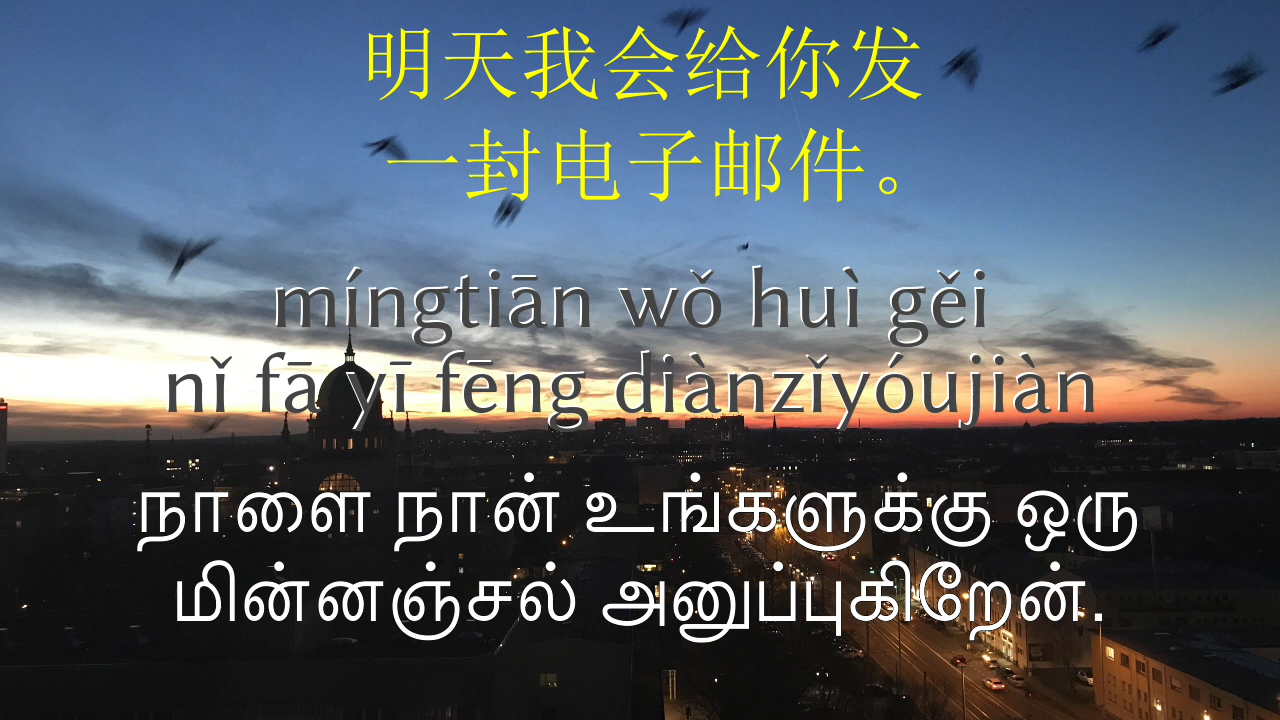 明天我会给你发
一封电子邮件。
míngtiān wǒ huì gěi
nǐ fā yī fēng diànzǐyóujiàn
நாளை நான் உங்களுக்கு ஒரு
மின்னஞ்சல் அனுப்புகிறேன்.